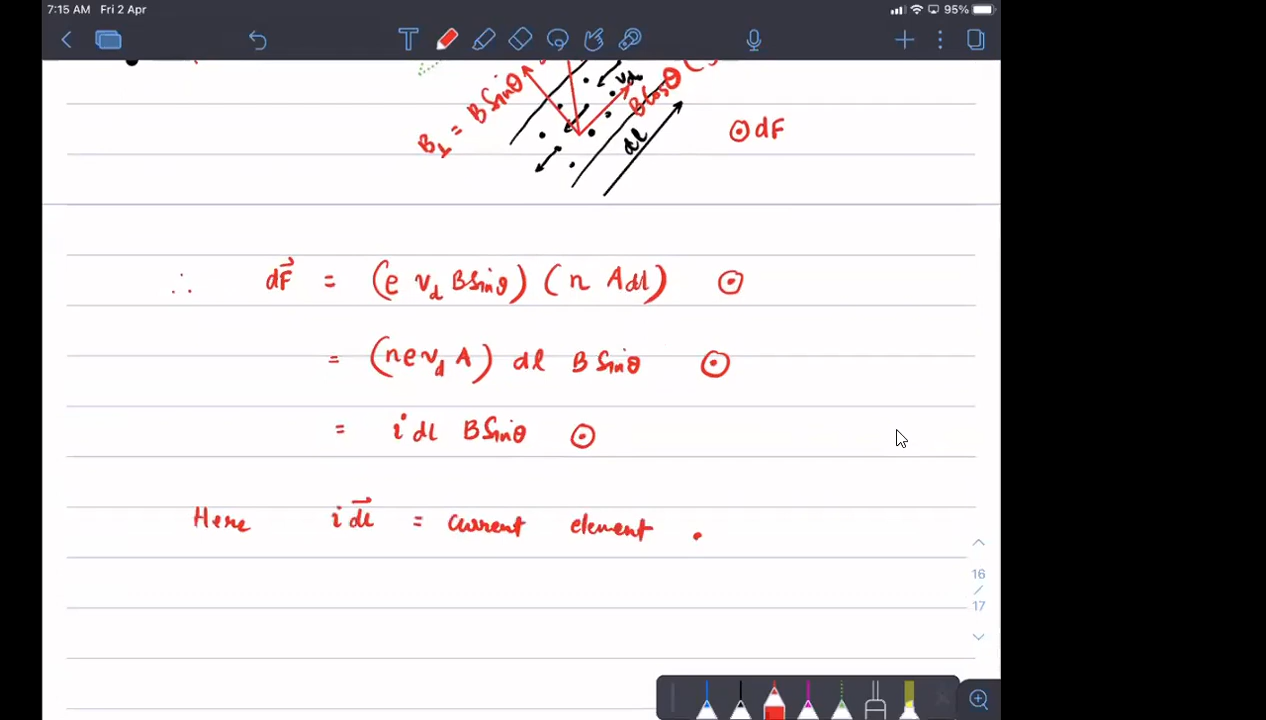 7:15 AM Fri 2 Apr 95%
T
B⊥ = B Sinθ
vd
B Cosθ
dl
⊙ dF
∴ dF⃗ = (e vd B Sinθ) (n A dl) ⊙
= (n e vd A) dl B Sinθ ⊙
= i dl B Sinθ ⊙
Here i dl⃗ = current element .
16
/
17